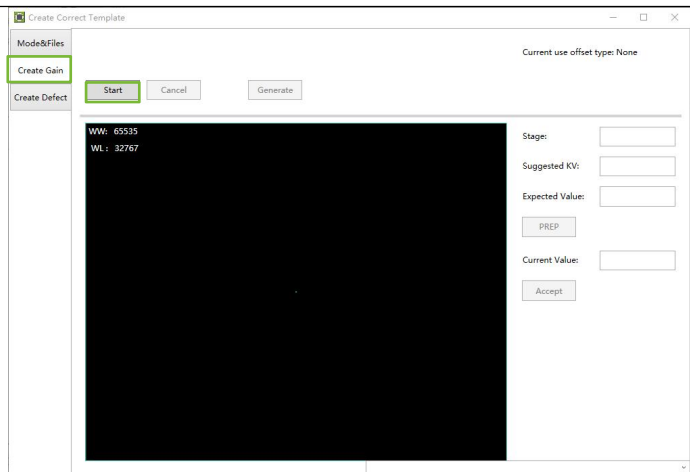 Create Correct Template
Mode&Files
Create Gain
Create Defect
Current use offset type: None
Start Cancel Generate
WW: 65535
WL: 32767
Stage:
Suggested KV:
Expected Value:
PREP
Current Value:
Accept